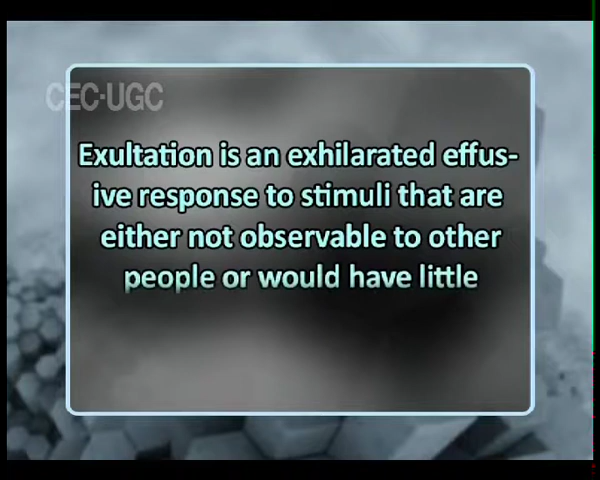 CEC-UGC
Exultation is an exhilarated effus-
ive response to stimuli that are
either not observable to other
people or would have little